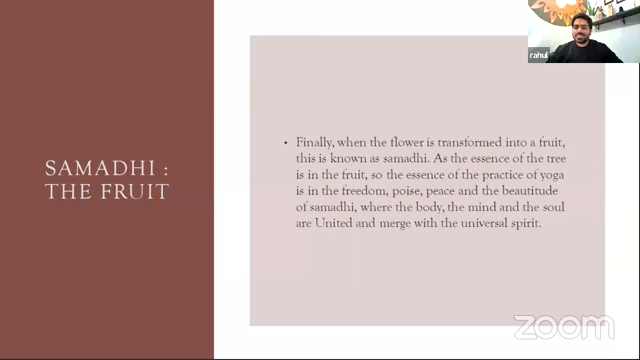 rahul
SAMADHI :
THE FRUIT
• Finally, when the flower is transformed into a fruit,
this is known as samadhi. As the essence of the tree
is in the fruit, so the essence of the practice of yoga
is in the freedom, poise, peace and the beautitude
of samadhi, where the body, the mind and the soul
are United and merge with the universal spirit.
zoom